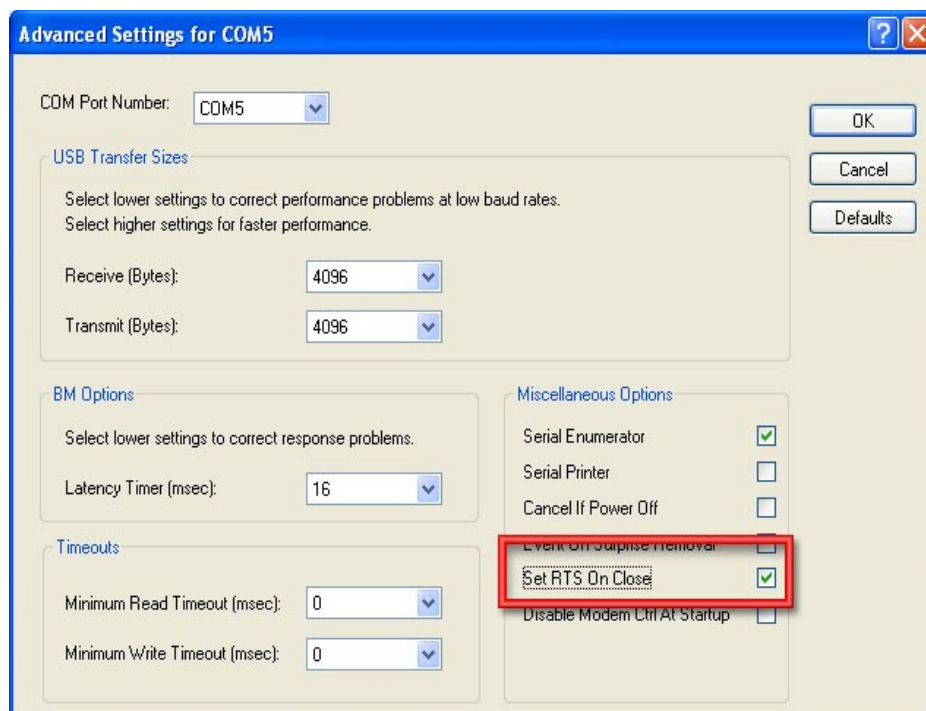 Advanced Settings for COM5
COM Port Number: COM5
OK
Cancel
Defaults
USB Transfer Sizes
Select lower settings to correct performance problems at low baud rates.
Select higher settings for faster performance.
Receive (Bytes): 4096
Transmit (Bytes): 4096
BM Options
Select lower settings to correct response problems.
Latency Timer (msec): 16
Timeouts
Minimum Read Timeout (msec): 0
Minimum Write Timeout (msec): 0
Miscellaneous Options
Serial Enumerator
Serial Printer
Cancel If Power Off
Event On Surprise Removal
Set RTS On Close
Disable Modem Ctrl At Startup